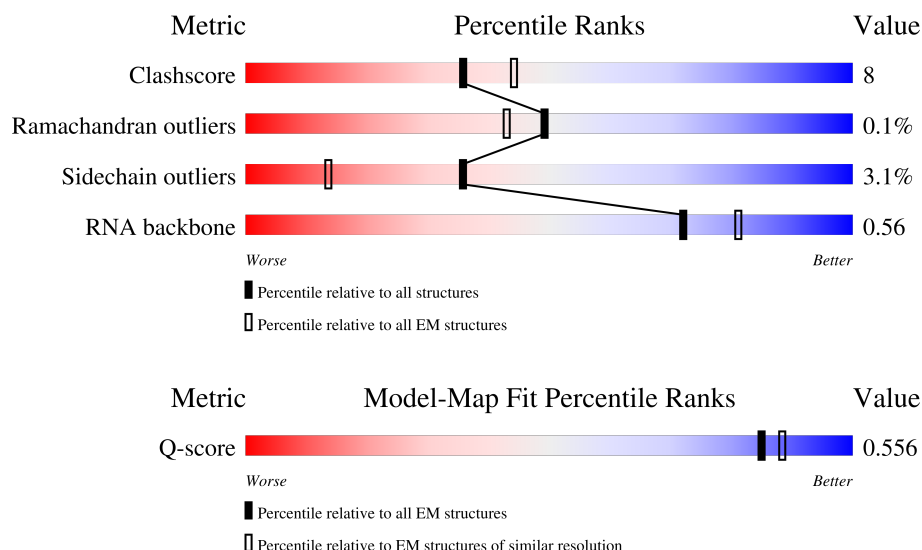 Metric Percentile Ranks Value
Clashscore 8
Ramachandran outliers 0.1%
Sidechain outliers 3.1%
RNA backbone 0.56
Worse Better
Percentile relative to all structures
Percentile relative to all EM structures
Metric Model-Map Fit Percentile Ranks Value
Q-score 0.556
Worse Better
Percentile relative to all EM structures
Percentile relative to EM structures of similar resolution